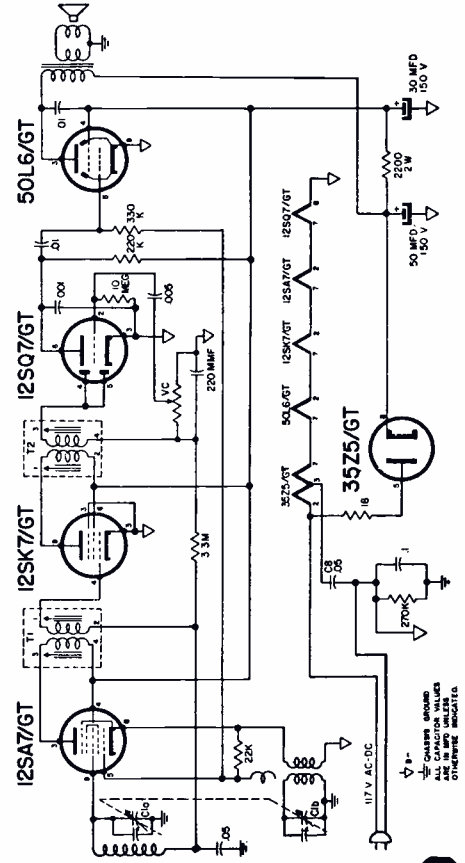 50L6/GT
12SQ7/GT
12SK7/GT
12SA7/GT
T2
T1
.01
330 K
220 K
.01
.001
10 MEG
.005
VC
220 MMF
3.3M
22K
C1a
C1b
.05
12SQ7/GT
12SA7/GT
12SK7/GT
50L6/GT
35Z5/GT
35Z5/GT
18
C8 .05
.1
270K
30 MFD
150 V
2200
2 W
50 MFD
150 V
117 V AC-DC
B-
CHASSIS GROUND
ALL CAPACITOR VALUES
ARE IN MFD UNLESS
OTHERWISE INDICATED.